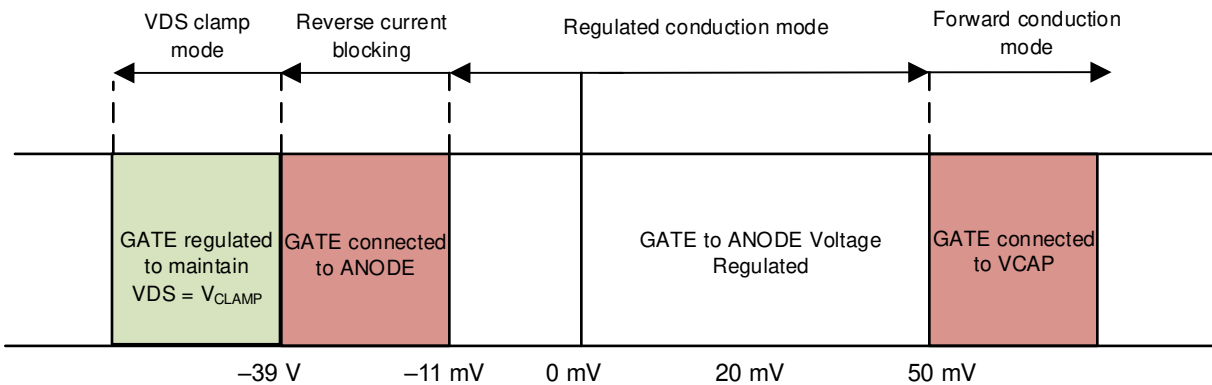 VDS clamp
mode
Reverse current
blocking
Regulated conduction mode
Forward conduction
mode
GATE regulated
to maintain
VDS = VCLAMP
GATE connected
to ANODE
GATE to ANODE Voltage
Regulated
GATE connected
to VCAP
–39 V
–11 mV
0 mV
20 mV
50 mV